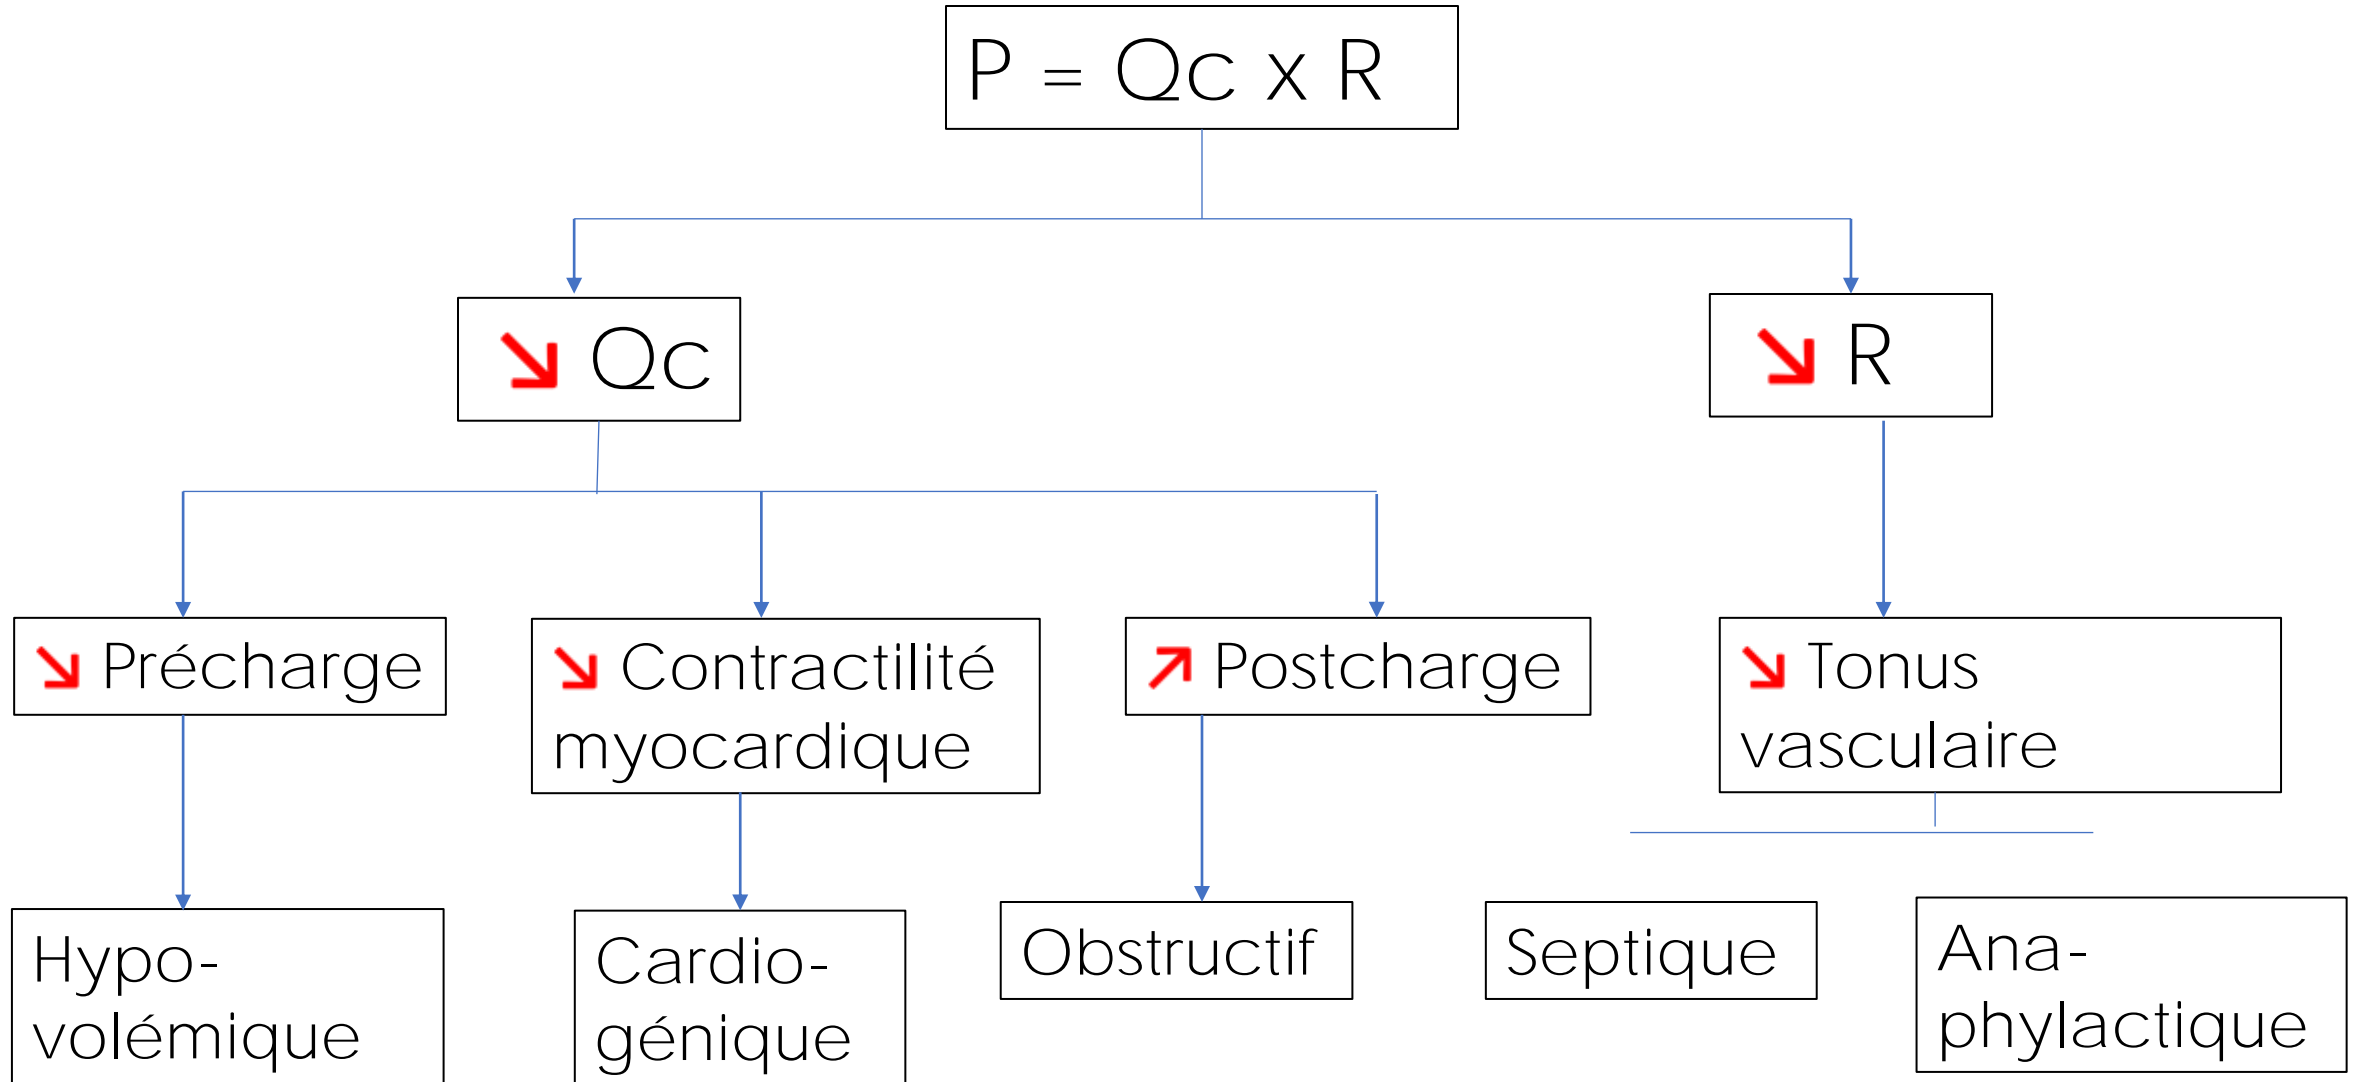 P = Qc x R
↘ Qc
↘ R
↘ Précharge
↘ Contractilité
myocardique
↗ Postcharge
↘ Tonus
vasculaire
Hypo-
volémique
Cardio-
génique
Obstructif
Septique
Ana-
phylactique